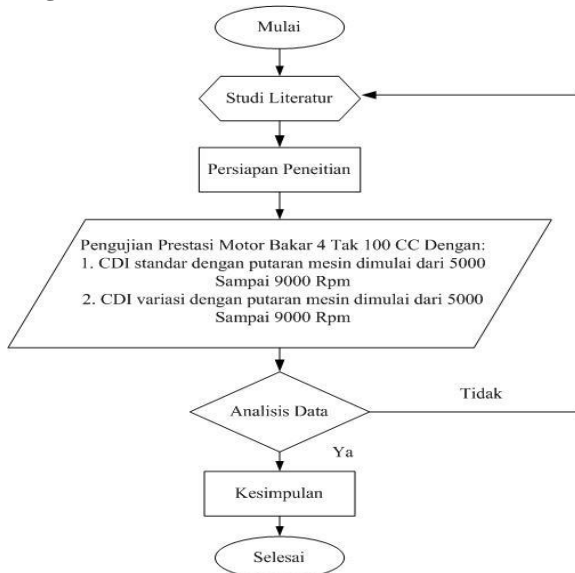 Mulai
Studi Literatur
Persiapan Peneitian
Pengujian Prestasi Motor Bakar 4 Tak 100 CC Dengan:
1. CDI standar dengan putaran mesin dimulai dari 5000
Sampai 9000 Rpm
2. CDI variasi dengan putaran mesin dimulai dari 5000
Sampai 9000 Rpm
Analisis Data
Tidak
Ya
Kesimpulan
Selesai